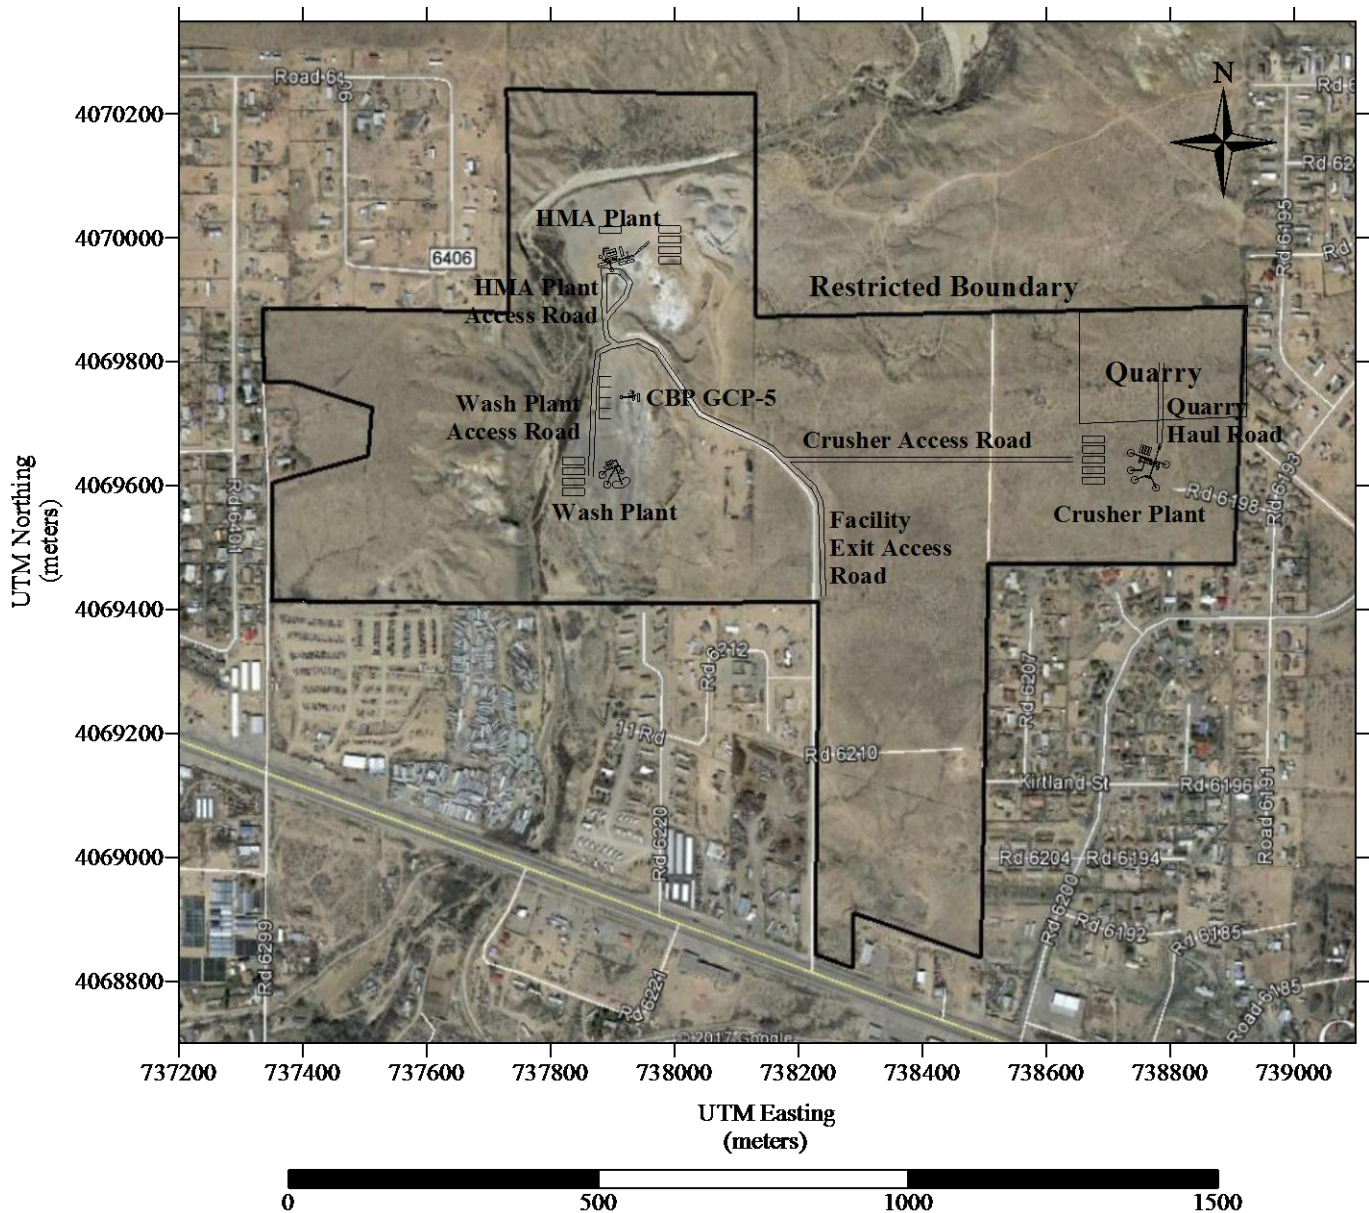 N
4070200
4070000
4069800
4069600
4069400
4069200
4069000
4068800
UTM Northing
(meters)
Road 64
6406
HMA Plant
HMA Plant
Access Road
Restricted Boundary
Quarry
Quarry
Haul Road
CBP GCP-5
Wash Plant
Access Road
Crusher Access Road
Wash Plant
Crusher Plant
Facility
Exit Access
Road
Rd 6195
Rd
Rd 6193
Rd 6198
Rd 6401
Rd 6212
11 Rd
Rd 6210
Rd 6207
Kirtland St
Rd 6196
Road 6191
Rd 6220
Rd 6204
Rd 6194
Rd 6200
Rd 6192
Rd 6185
Road 6185
Rd 6299
Rd 6221
© 2017 Google
737200
737400
737600
737800
738000
738200
738400
738600
738800
739000
UTM Easting
(meters)
0
500
1000
1500